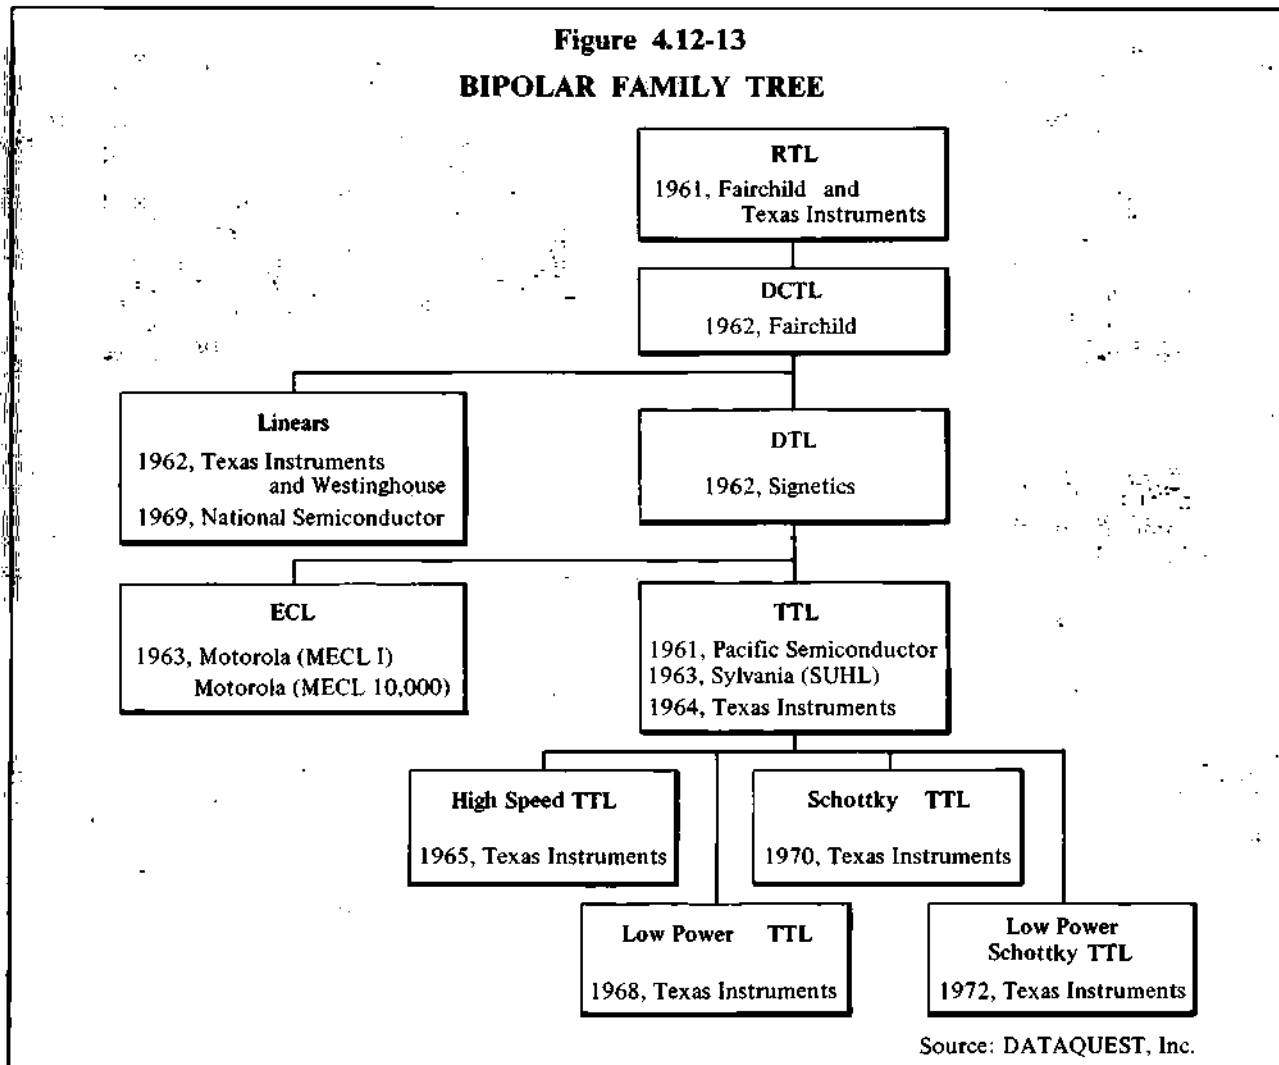 Figure 4.12-13
BIPOLAR FAMILY TREE
RTL
1961, Fairchild and
Texas Instruments
DCTL
1962, Fairchild
Linears
1962, Texas Instruments
and Westinghouse
1969, National Semiconductor
DTL
1962, Signetics
ECL
1963, Motorola (MECL I)
Motorola (MECL 10,000)
TTL
1961, Pacific Semiconductor
1963, Sylvania (SUHL)
1964, Texas Instruments
High Speed TTL
1965, Texas Instruments
Schottky TTL
1970, Texas Instruments
Low Power TTL
1968, Texas Instruments
Low Power
Schottky TTL
1972, Texas Instruments
Source: DATAQUEST, Inc.